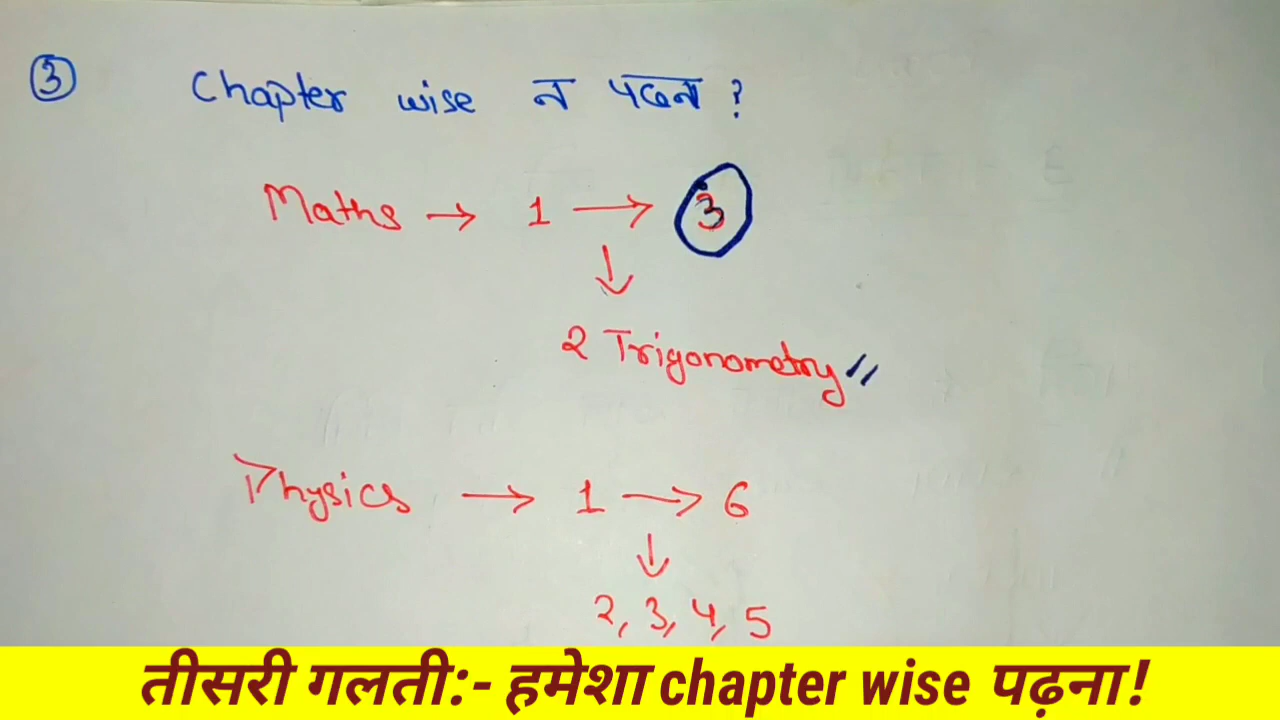 ③ Chapter wise न पढना ?
Maths → 1 → 3
↓
2 Trigonometry //
Physics → 1 → 6
↓
2, 3, 4, 5
तीसरी गलती:- हमेशा chapter wise पढ़ना!